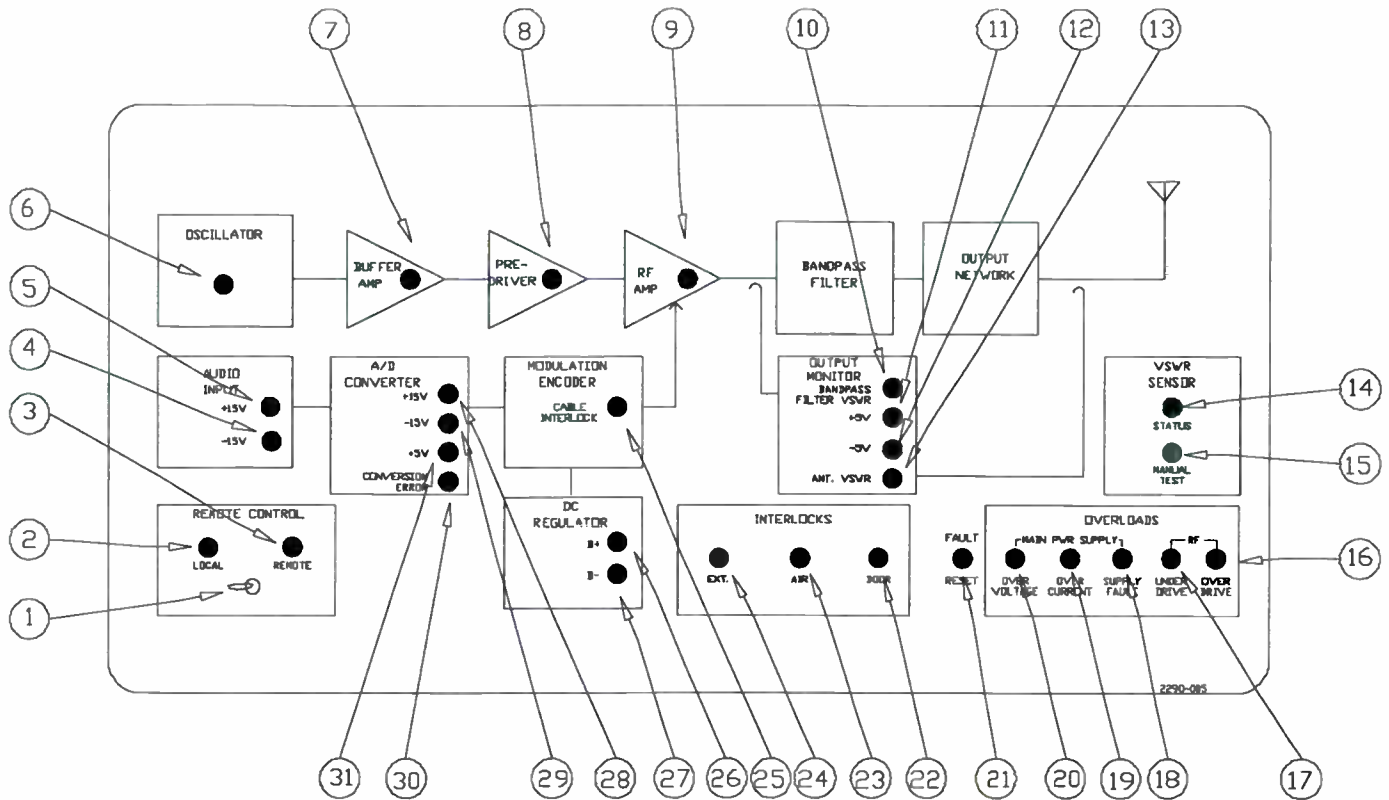 7
8
9
10
11
12
13
6
OSCILLATOR
BUFFER
AMP
PRE-
DRIVER
RF
AMP
BANDPASS
FILTER
OUTPUT
NETWORK
5
4
3
AUDIO
INPUT
+15V
-15V
A/D
CONVERTER
+15V
-15V
+5V
CONVERSION
ERROR
MODULATION
ENCODER
CABLE
INTERLOCK
OUTPUT
MONITOR
BANDPASS
FILTER VSWR
+5V
-5V
ANT. VSWR
VSWR
SENSOR
STATUS
MANUAL
TEST
14
15
2
1
REMOTE CONTROL
LOCAL
REMOTE
DC
REGULATOR
B+
B-
INTERLOCKS
EXT.
AIR
DOOR
FAULT
RESET
OVERLOADS
MAIN PWR SUPPLY
RF
OVER
VOLTAGE
OVER
CURRENT
SUPPLY
FAULT
UNDER
DRIVE
OVER
DRIVE
16
2290-085
31
30
29
28
27
26
25
24
23
22
21
20
19
18
17